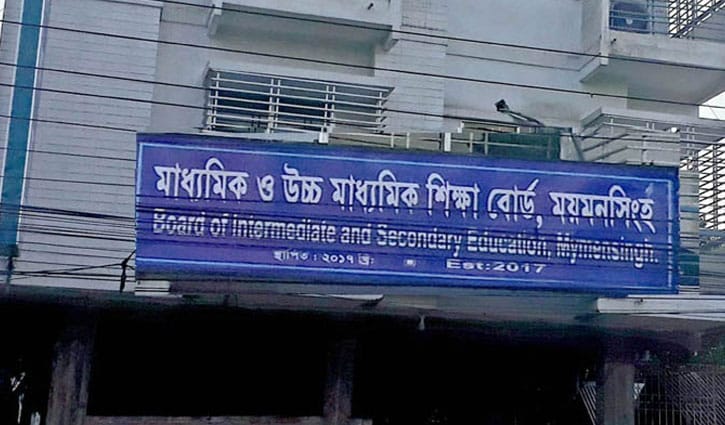 মাধ্যমিক ও উচ্চ মাধ্যমিক শিক্ষা বোর্ড, ময়মনসিংহ
Board of Intermediate and Secondary Education, Mymensingh.
স্থাপিত : ২০১৭ খ্রি: Est:2017